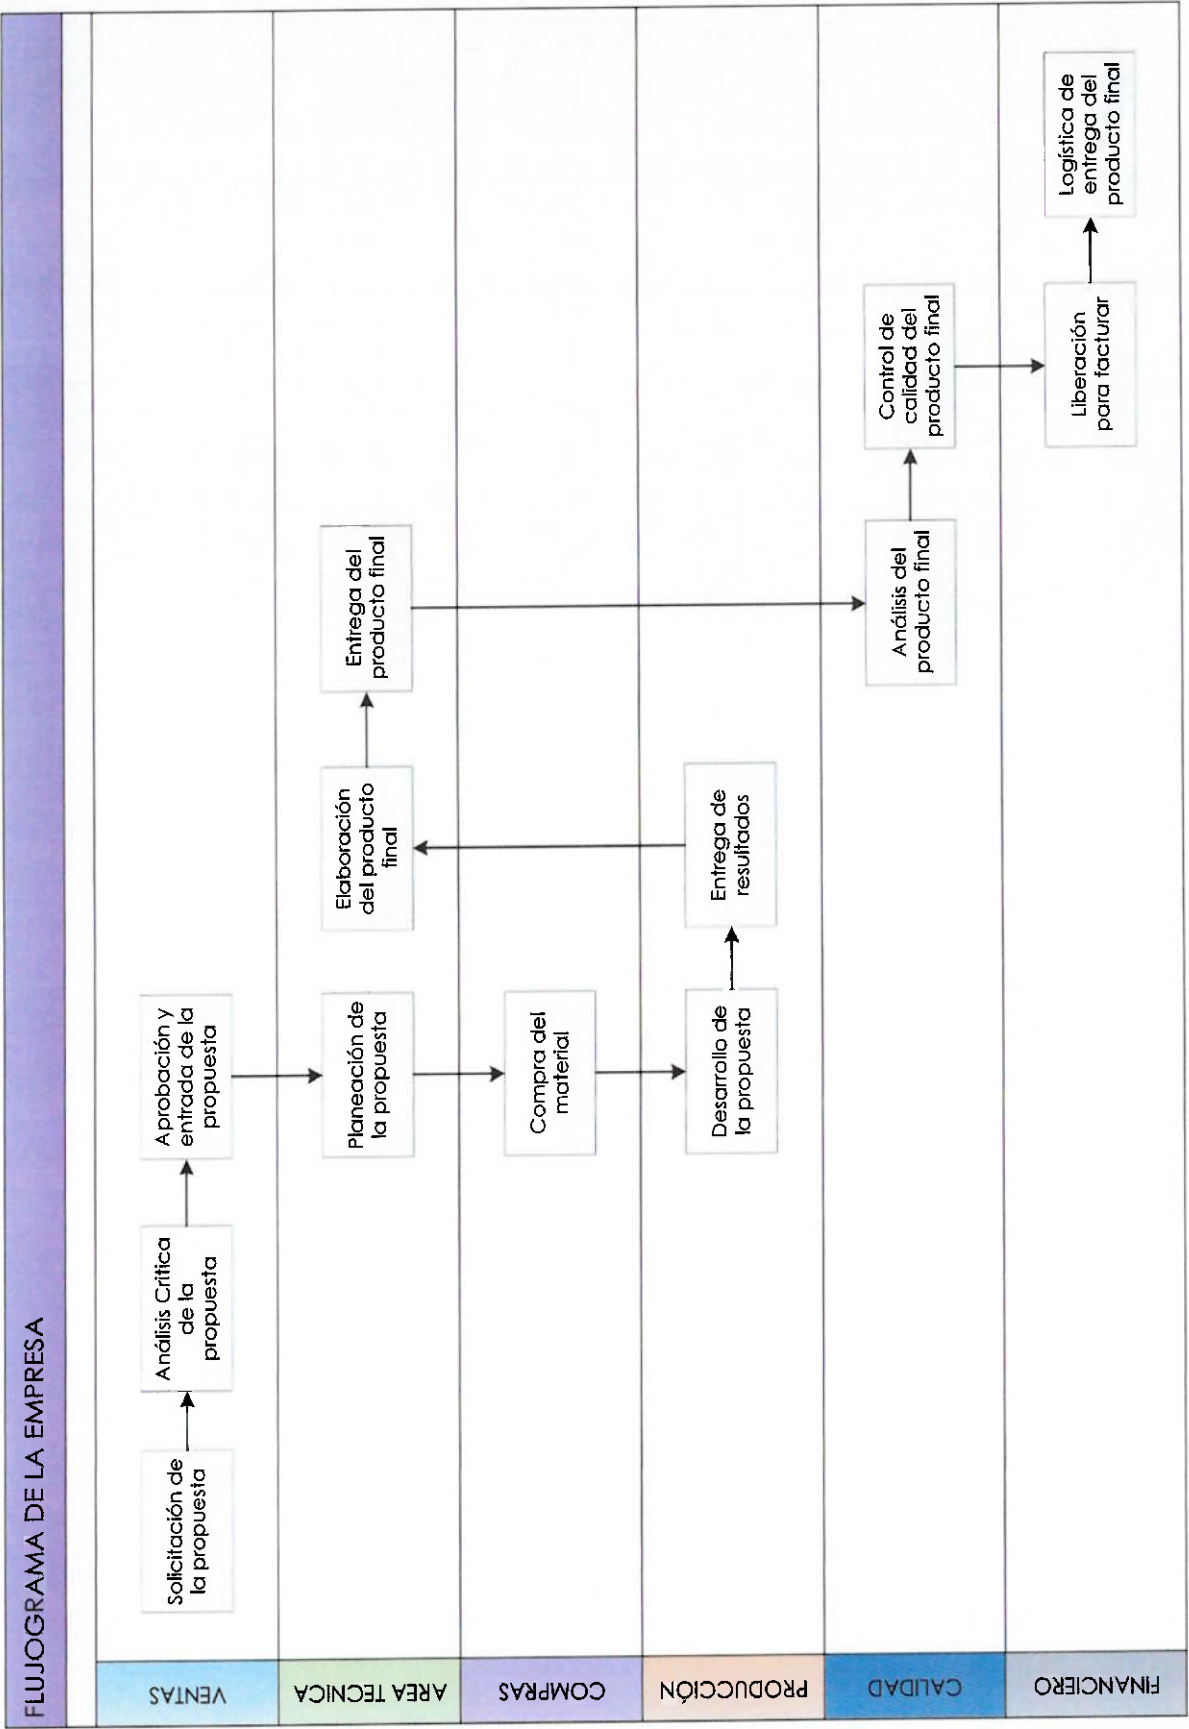 FLUJOGRAMA DE LA EMPRESA
VENTAS
Solicitación de
la propuesta
Análisis Critica
de la
propuesta
Aprobación y
entrada de la
propuesta
AREA TECNICA
Planeación de
la propuesta
Elaboración
del producto
final
Entrega del
producto final
COMPRAS
Compra del
material
PRODUCCIÓN
Desarrollo de
la propuesta
Entrega de
resultados
CALIDAD
Análisis del
producto final
Control de
calidad del
producto final
FINANCIERO
Liberación
para facturar
Logística de
entrega del
producto final